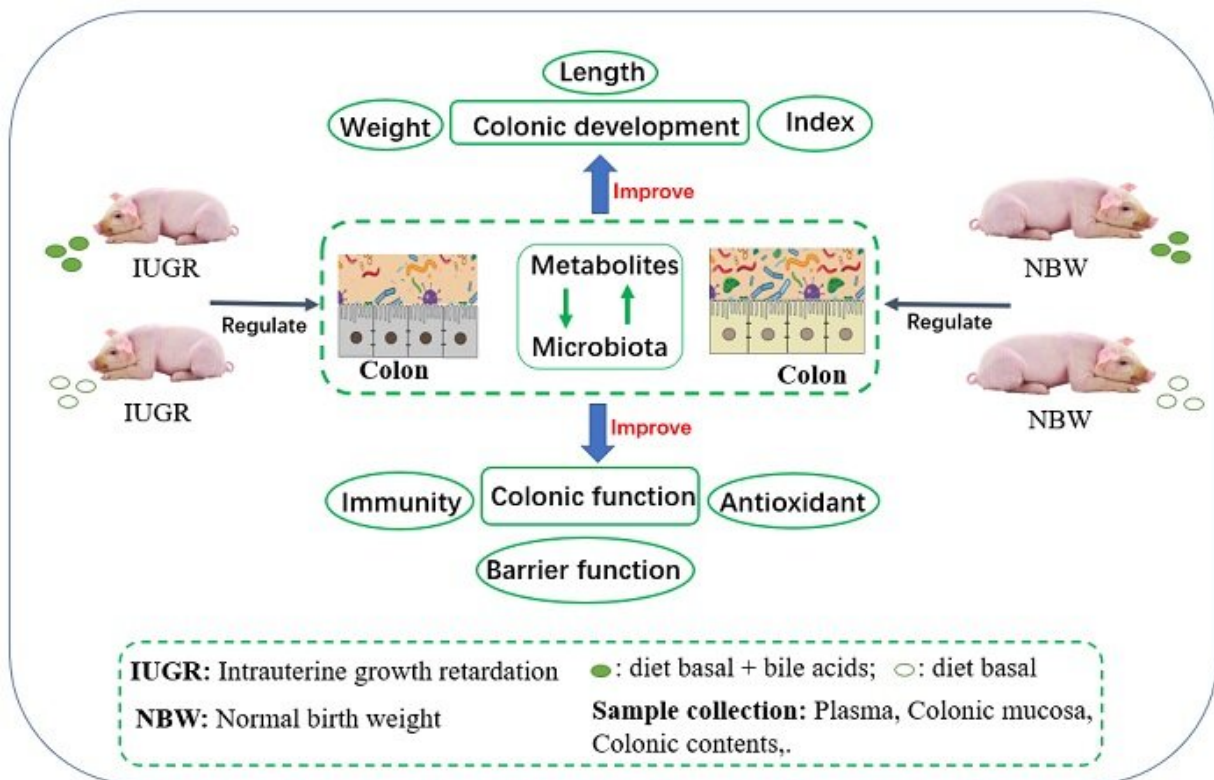 Length
Weight
Colonic development
Index
Improve
IUGR
Metabolites
NBW
Regulate
Regulate
Microbiota
Colon
Colon
IUGR
NBW
Improve
Immunity
Colonic function
Antioxidant
Barrier function
IUGR: Intrauterine growth retardation
: diet basal + bile acids; : diet basal
NBW: Normal birth weight
Sample collection: Plasma, Colonic mucosa,
Colonic contents,.